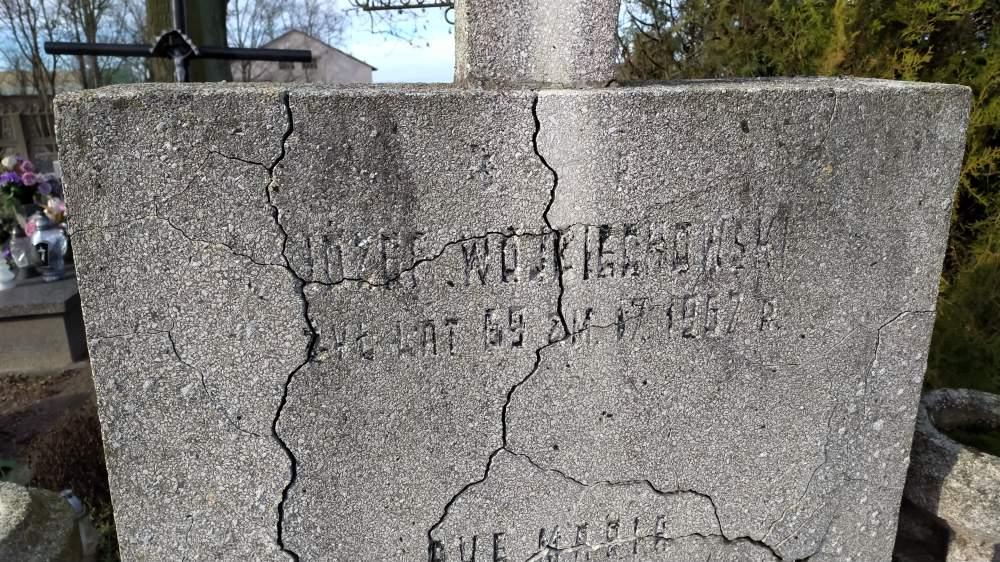 JÓZEF WOJCIECHOWSKI
ŻYŁ LAT 69 ZM. 17. 1967 R.
AVE MARIA